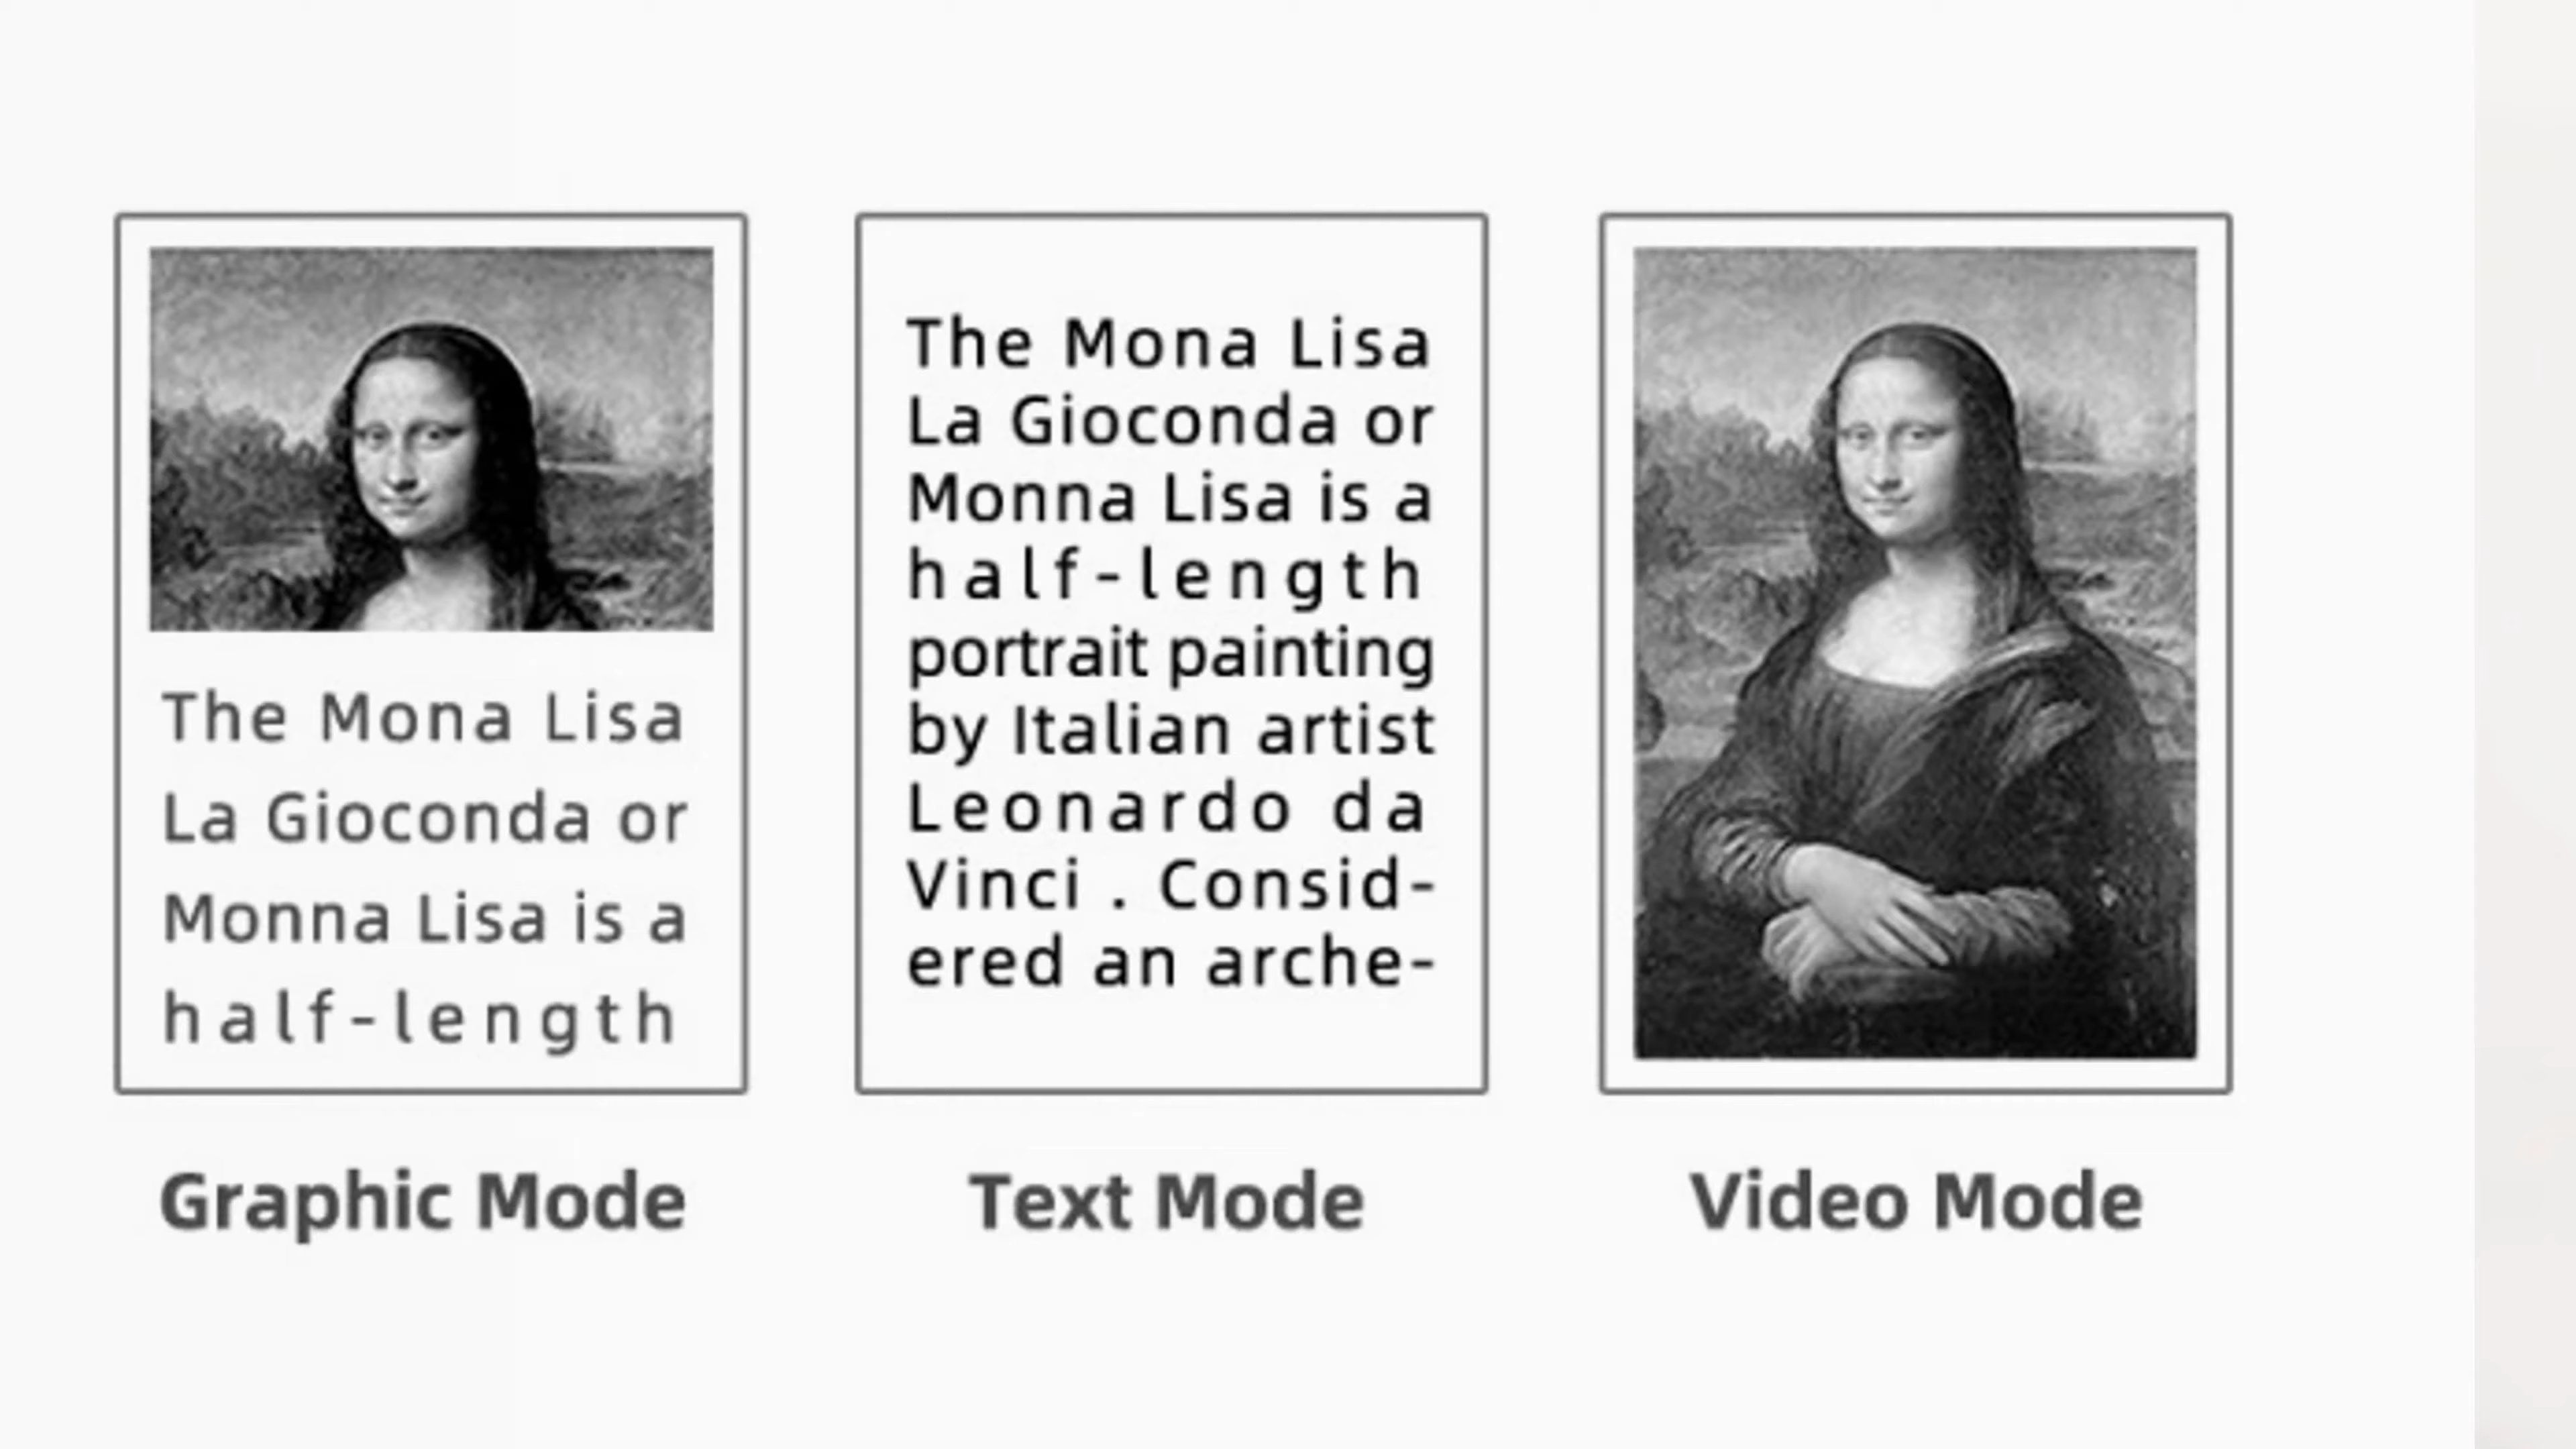 The Mona Lisa
La Gioconda or
Monna Lisa is a
half-length
Graphic Mode
The Mona Lisa
La Gioconda or
Monna Lisa is a
half-length
portrait painting
by Italian artist
Leonardo da
Vinci . Consid-
ered an arche-
Text Mode
Video Mode